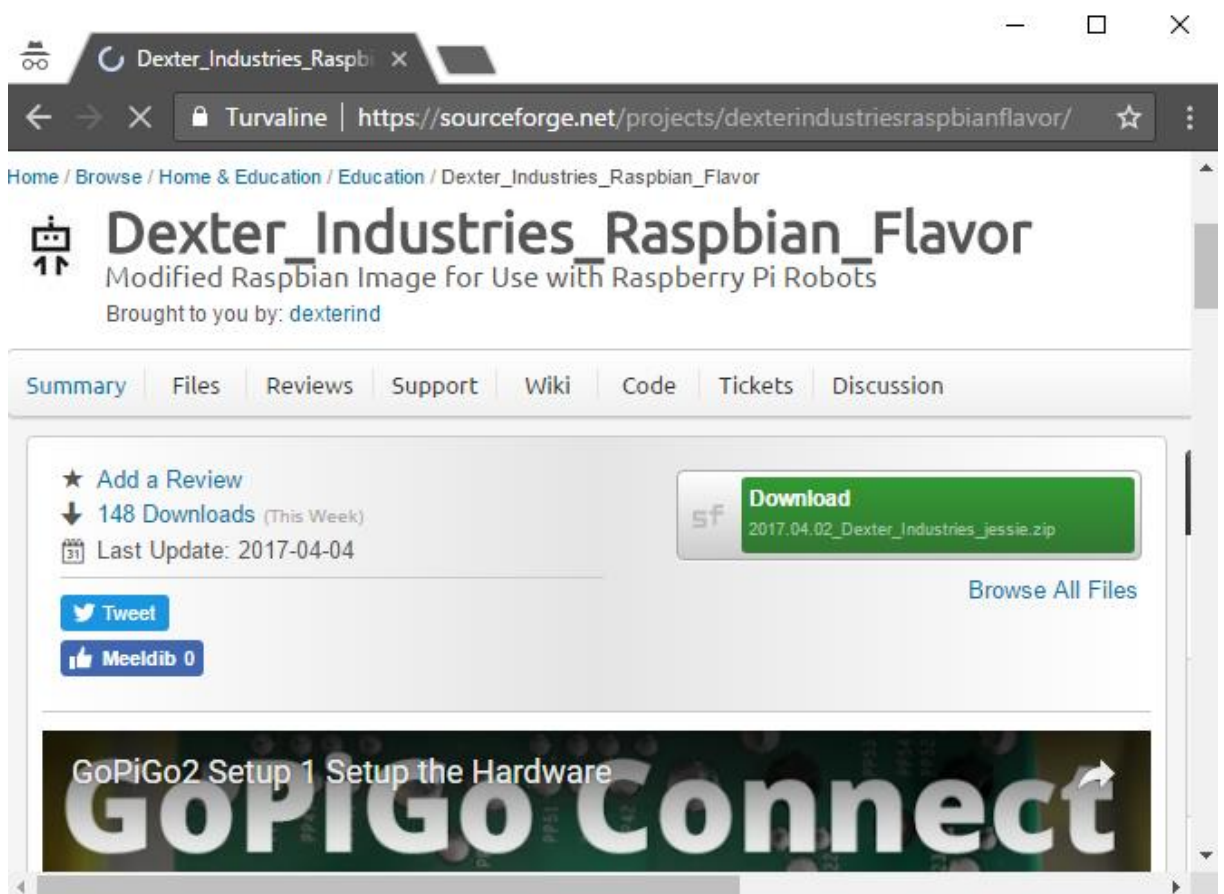 Dexter_Industries_Raspbi
Turvaline | https://sourceforge.net/projects/dexterindustriesraspbianflavor/
Home / Browse / Home & Education / Education / Dexter_Industries_Raspbian_Flavor
Dexter_Industries_Raspbian_Flavor
Modified Raspbian Image for Use with Raspberry Pi Robots
Brought to you by: dexterind
Summary Files Reviews Support Wiki Code Tickets Discussion
Add a Review
148 Downloads (This Week)
31 Last Update: 2017-04-04
sf Download
2017.04.02_Dexter_Industries_jessie.zip
Browse All Files
Tweet
Meeldib 0
GoPiGo2 Setup 1 Setup the Hardware
GoPiGo Connect